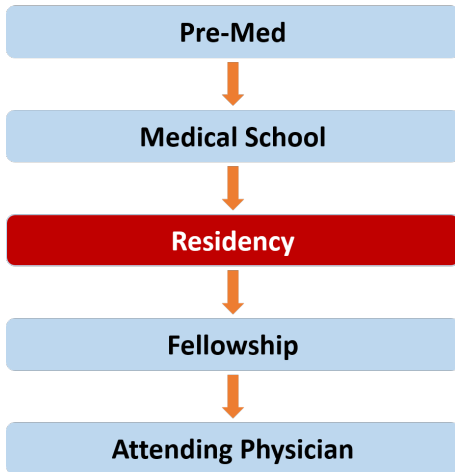 Pre-Med
Medical School
Residency
Fellowship
Attending Physician